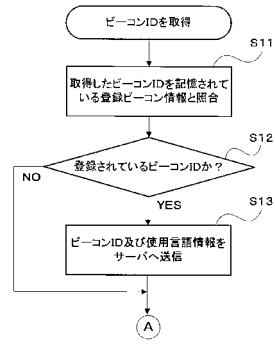 ビーコンIDを取得
S11
取得したビーコンIDを記憶されて
いる登録ビーコン情報と照合
S12
登録されているビーコンIDか？
NO
YES
S13
ビーコンID及び使用言語情報を
サーバへ送信
A